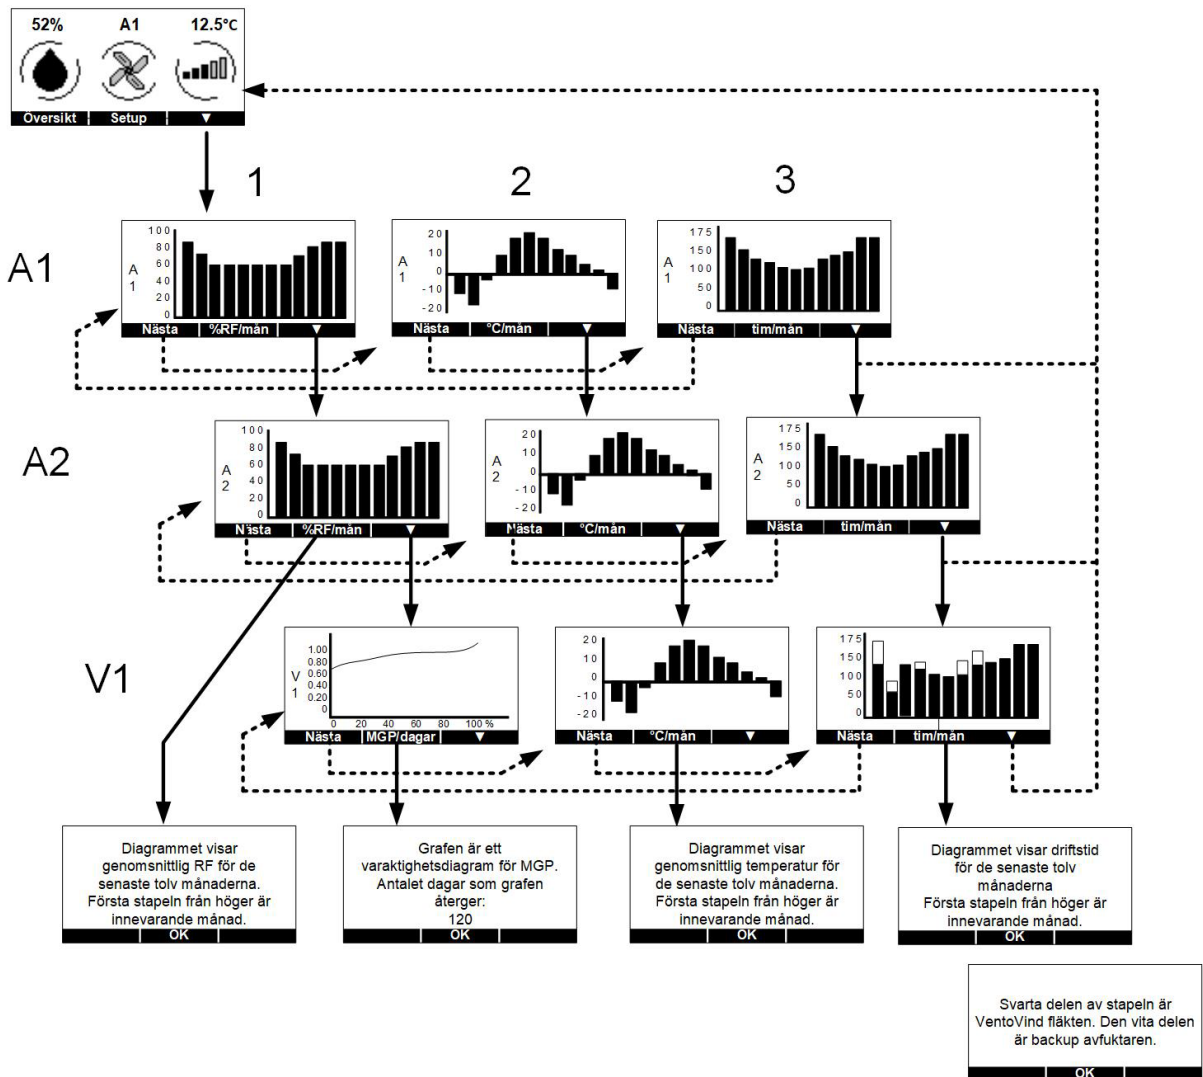 52% A1 12.5°C
Översikt Setup ▼
1 2 3
A1
100
80
60
40
20
0
A
1
Nästa %RF/mån ▼
20
10
0
-10
-20
A
1
Nästa °C/mån ▼
175
150
100
50
0
A
1
Nästa tim/mån ▼
A2
100
80
60
40
20
0
A
2
Nästa %RF/mån ▼
20
10
0
-10
-20
A
2
Nästa °C/mån ▼
175
150
100
50
0
A
2
Nästa tim/mån ▼
V1
1.00
0.80
0.60
0.40
0.20
0
V
1
0 20 40 60 80 100 %
Nästa MGP/dagar ▼
20
10
0
-10
-20
Nästa °C/mån ▼
175
150
100
50
0
Nästa tim/mån ▼
Diagrammet visar
genomsnittlig RF för de
senaste tolv månaderna.
Första stapeln från höger är
innevarande månad.
OK
Grafen är ett
varaktighetsdiagram för MGP.
Antalet dagar som grafen
återger:
120
OK
Diagrammet visar
genomsnittlig temperatur för
de senaste tolv månaderna.
Första stapeln från höger är
innevarande månad.
OK
Diagrammet visar driftstid
för de senaste tolv
månaderna
Första stapeln från höger är
innevarande månad.
OK
Svarta delen av stapeln är
VentoVind fläkten. Den vita delen
är backup avfuktaren.
OK